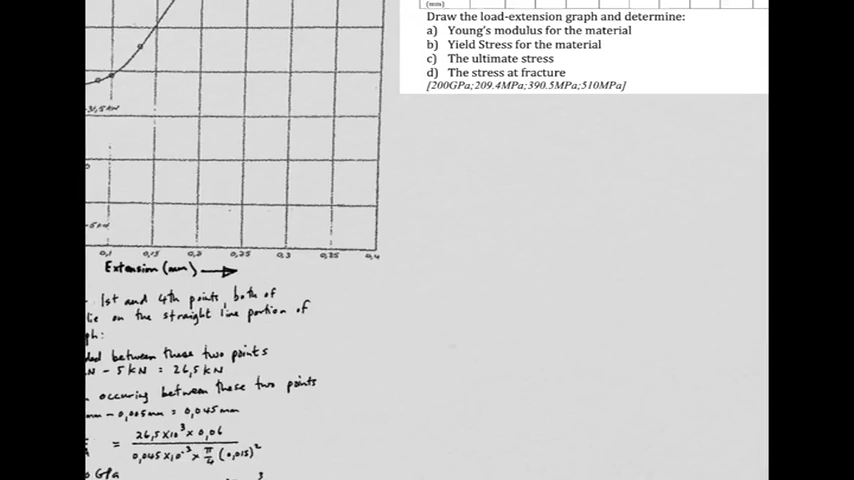 (mm)
Draw the load-extension graph and determine:
a) Young's modulus for the material
b) Yield Stress for the material
c) The ultimate stress
d) The stress at fracture
[200GPa;209.4MPa;390.5MPa;510MPa]
31,5 kN
5 kN
0,1 0,15 0,2 0,25 0,3 0,35 0,4
Extension (mm)
1st and 4th points, both of
lie on the straight line portion of
ph:
ded between these two points
N - 5 kN = 26,5 kN
occuring between these two points
mm - 0,005 mm = 0,045 mm
= 26,5 x 10³ x 0,06
0,045 x 10⁻³ x π/4 (0,015)²
0 GPa